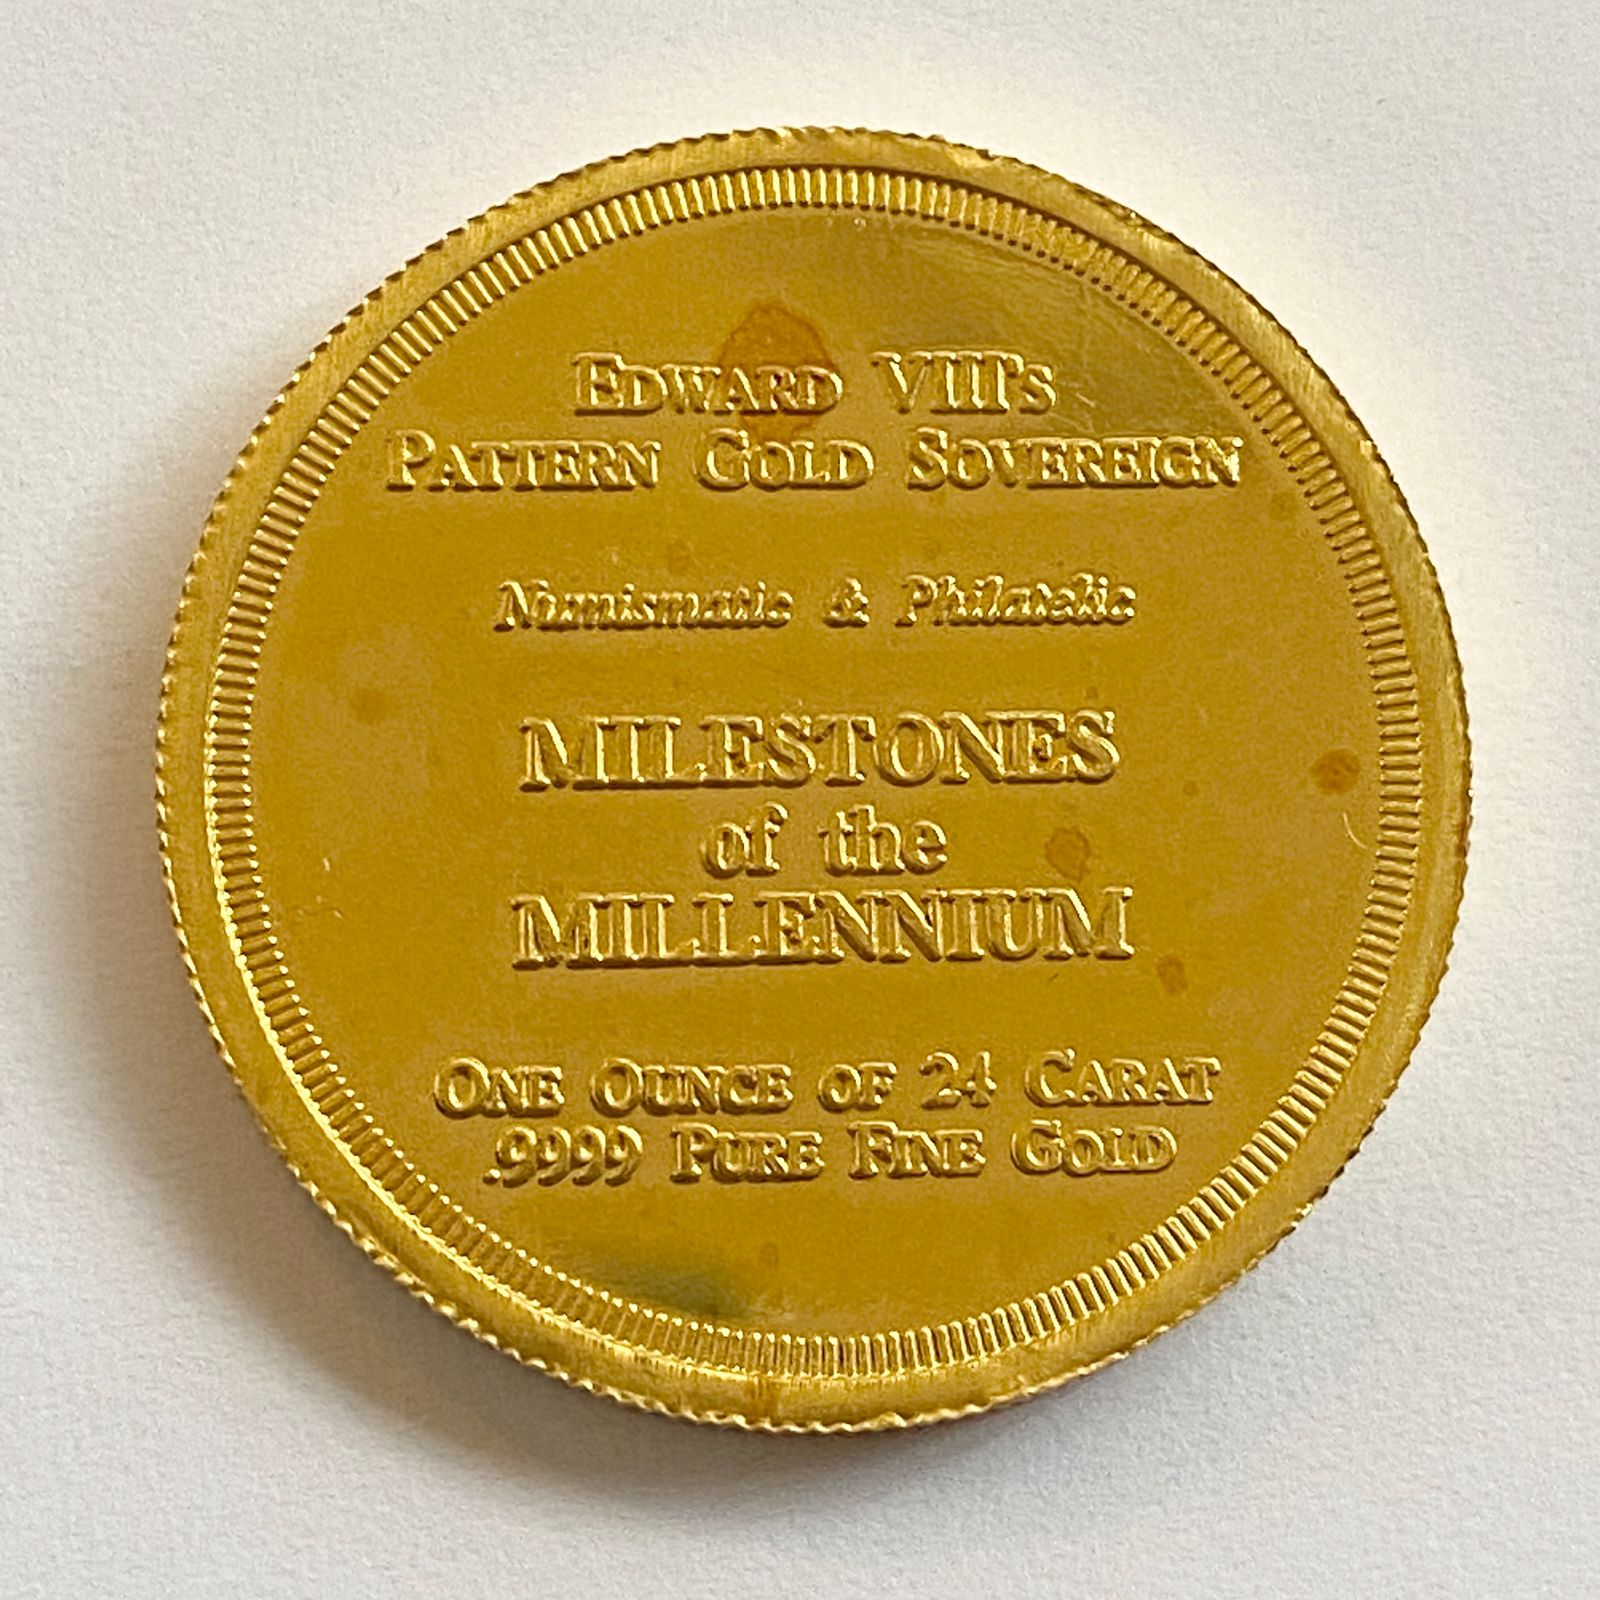 EDWARD VIII's
PATTERN GOLD SOVEREIGN
Numismatic & Philatelic
MILESTONES
of the
MILLENNIUM
ONE OUNCE OF 24 CARAT
.9999 PURE FINE GOLD